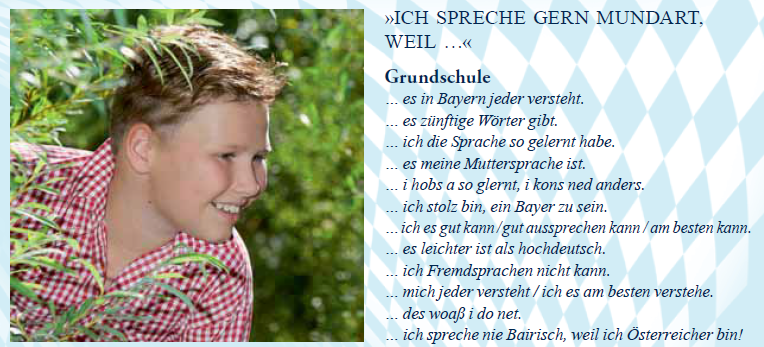 »ICH SPRECHE GERN MUNDART,
WEIL …«
Grundschule
… es in Bayern jeder versteht.
… es zünftige Wörter gibt.
… ich die Sprache so gelernt habe.
… es meine Muttersprache ist.
… i hobs a so glernt, i kons ned anders.
… ich stolz bin, ein Bayer zu sein.
… ich es gut kann / gut aussprechen kann / am besten kann.
… es leichter ist als hochdeutsch.
… ich Fremdsprachen nicht kann.
… mich jeder versteht / ich es am besten verstehe.
… des woaß i do net.
… ich spreche nie Bairisch, weil ich Österreicher bin!